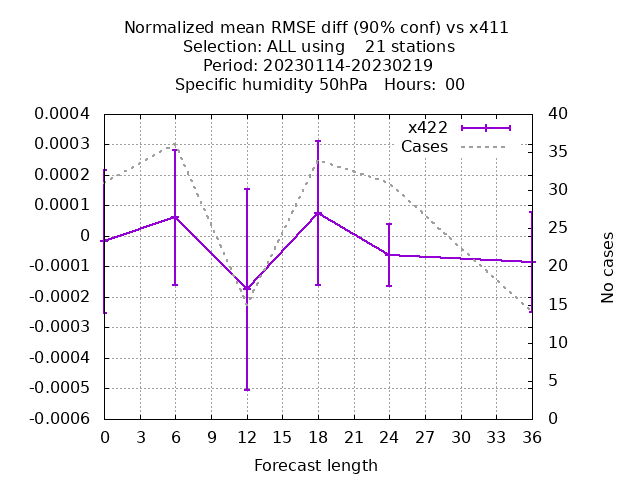 Normalized mean RMSE diff (90% conf) vs x411
Selection: ALL using    21 stations
Period: 20230114-20230219
Specific humidity 50hPa   Hours:  00
x422
Cases
0.0004
0.0003
0.0002
0.0001
0
-0.0001
-0.0002
-0.0003
-0.0004
-0.0005
-0.0006
40
35
30
25
20
15
10
5
0
No cases
0 3 6 9 12 15 18 21 24 27 30 33 36
Forecast length